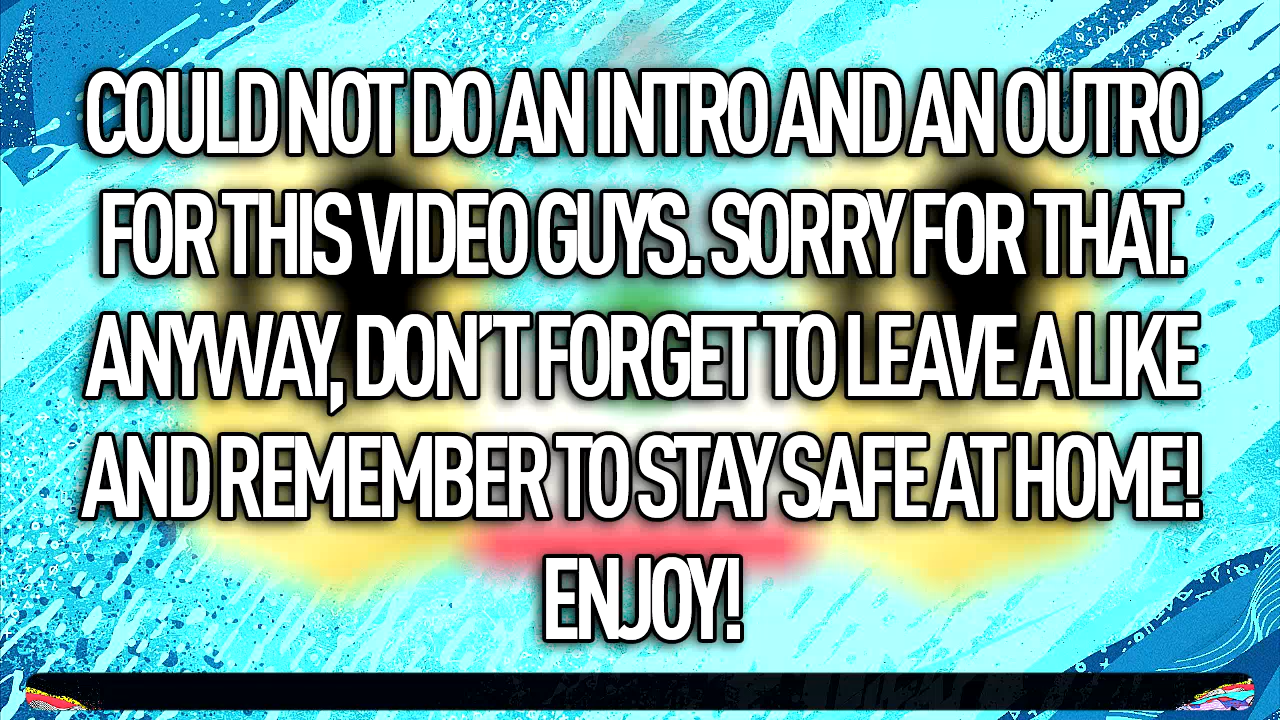 COULD NOT DO AN INTRO AND AN OUTRO
FOR THIS VIDEO GUYS. SORRY FOR THAT.
ANYWAY, DON'T FORGET TO LEAVE A LIKE
AND REMEMBER TO STAY SAFE AT HOME!
ENJOY!